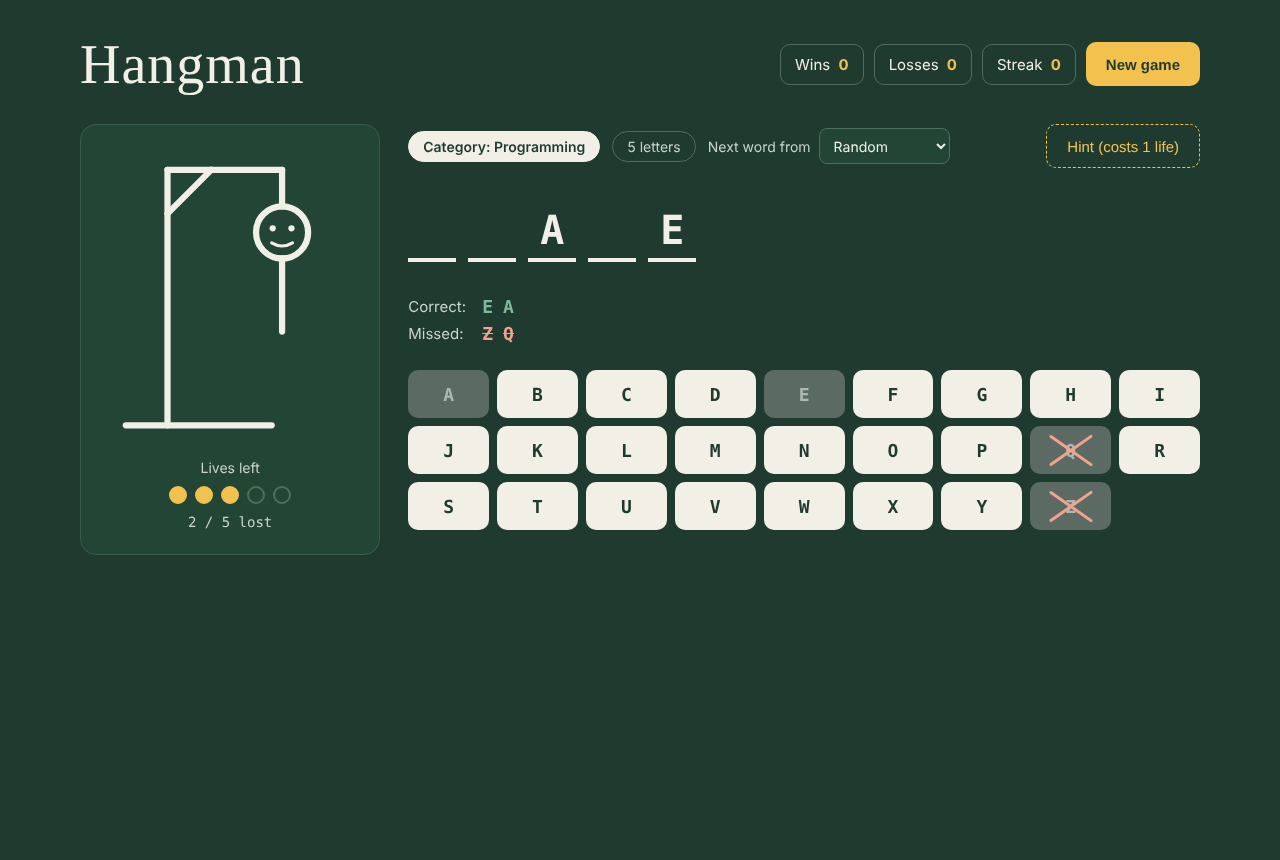 Hangman
Wins 0 Losses 0 Streak 0 New game
Category: Programming 5 letters Next word from Random Hint (costs 1 life)
A E
Correct: E A
Missed: Z Q
A B C D E F G H I
J K L M N O P Q R
S T U V W X Y Z
Lives left
2 / 5 lost